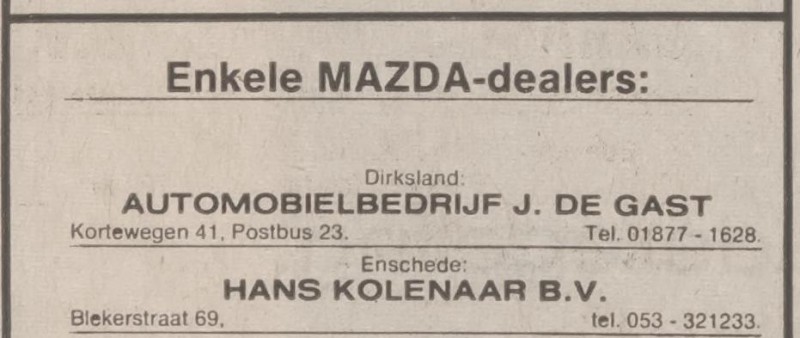 Enkele MAZDA-dealers:
Dirksland:
AUTOMOBIELBEDRIJF J. DE GAST
Kortewegen 41, Postbus 23. Tel. 01877 - 1628.
Enschede:
HANS KOLENAAR B.V.
Blekerstraat 69, tel. 053 - 321233.